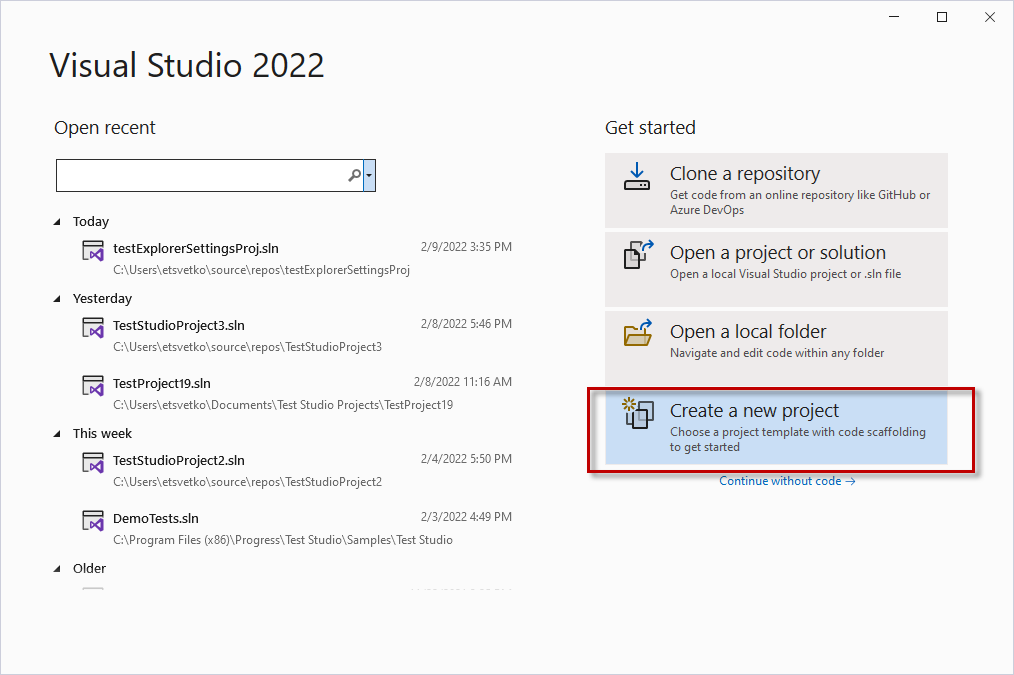 Visual Studio 2022
Open recent
Today
testExplorerSettingsProj.sln 2/9/2022 3:35 PM
C:\Users\etsvetko\source\repos\testExplorerSettingsProj
Yesterday
TestStudioProject3.sln 2/8/2022 5:46 PM
C:\Users\etsvetko\source\repos\TestStudioProject3
TestProject19.sln 2/8/2022 11:16 AM
C:\Users\etsvetko\Documents\Test Studio Projects\TestProject19
This week
TestStudioProject2.sln 2/4/2022 5:50 PM
C:\Users\etsvetko\source\repos\TestStudioProject2
DemoTests.sln 2/3/2022 4:49 PM
C:\Program Files (x86)\Progress\Test Studio\Samples\Test Studio
Older
Get started
Clone a repository
Get code from an online repository like GitHub or
Azure DevOps
Open a project or solution
Open a local Visual Studio project or .sln file
Open a local folder
Navigate and edit code within any folder
Create a new project
Choose a project template with code scaffolding
to get started
Continue without code →